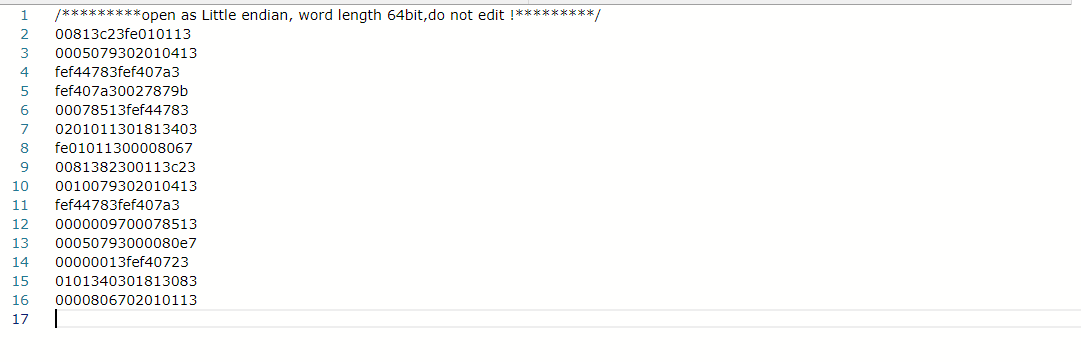 1 /*********open as Little endian, word length 64bit,do not edit !*********/
2 00813c23fe010113
3 0005079302010413
4 fef44783fef407a3
5 fef407a30027879b
6 00078513fef44783
7 0201011301813403
8 fe01011300008067
9 0081382300113c23
10 0010079302010413
11 fef44783fef407a3
12 0000009700078513
13 00050793000080e7
14 00000013fef40723
15 0101340301813083
16 0000806702010113
17